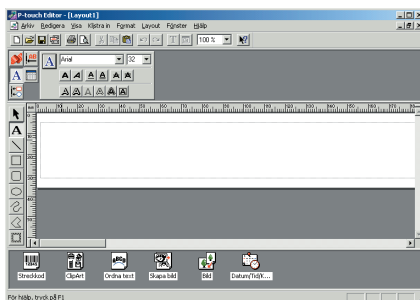 P-touch Editor - [Layout1]
Arkiv Redigera Visa Klistra in Format Layout Fönster Hjälp
100 %
A Arial 32
A A A A A A
A A A A A A
mm
Streckkod ClipArt Ordna text Skapa bild Bild Datum(Tid/K...
För hjälp, tryck på F1